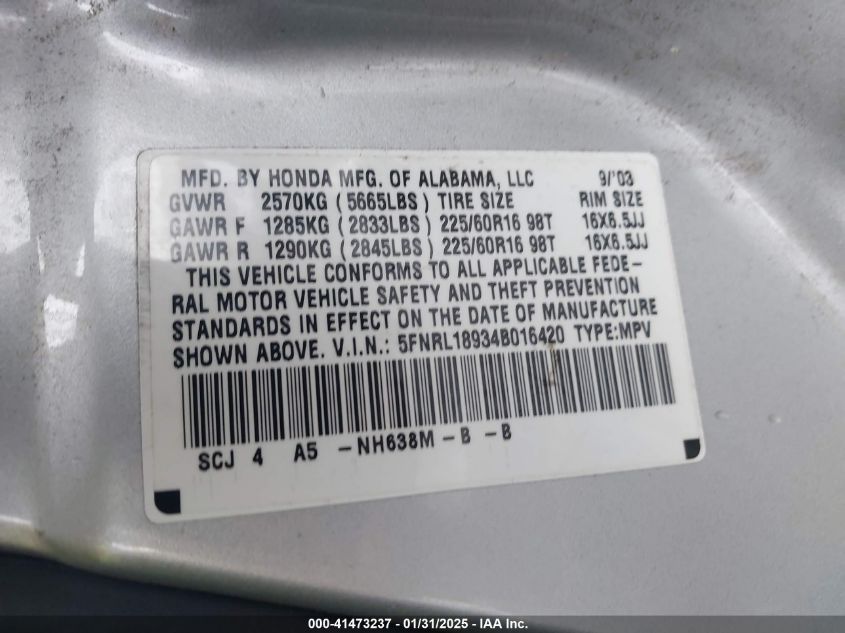 MFD. BY HONDA MFG. OF ALABAMA, LLC 9/'03
GVWR 2570KG (5665LBS) TIRE SIZE RIM SIZE
GAWR F 1285KG (2833LBS) 225/60R16 98T 16X6.5JJ
GAWR R 1290KG (2845LBS) 225/60R16 98T 16X6.5JJ
THIS VEHICLE CONFORMS TO ALL APPLICABLE FEDE-
RAL MOTOR VEHICLE SAFETY AND THEFT PREVENTION
STANDARDS IN EFFECT ON THE DATE OF MANUFACTURE
SHOWN ABOVE. V.I.N.: 5FNRL18934B016420 TYPE:MPV
SCJ 4 A5 -NH638M -B -B
000-41473237 - 01/31/2025 - IAA Inc.